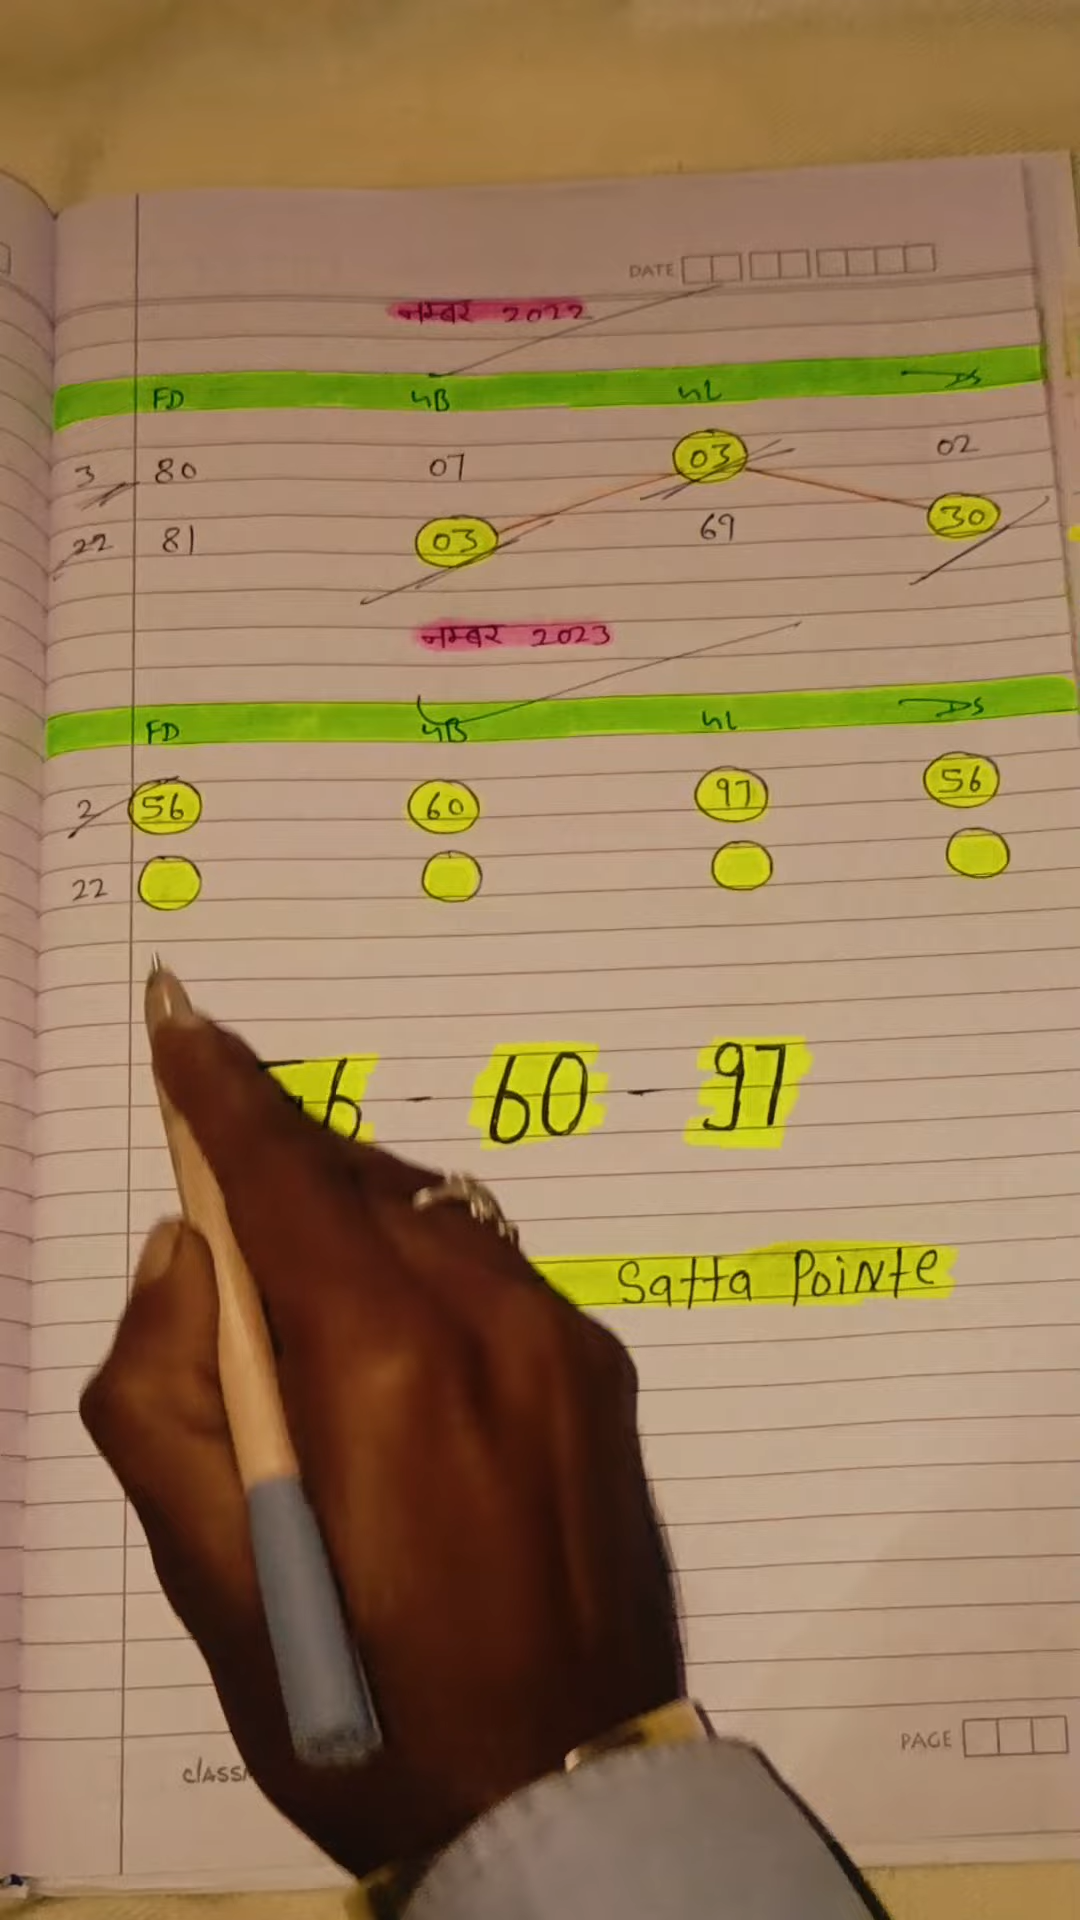 DATE
नम्बर 2022
FD GB GL DS
3 80 07 03 02
22 81 03 69 30
नम्बर 2023
FD GB GL DS
2 56 60 97 56
22
56 - 60 - 97
Satta Pointe
PAGE